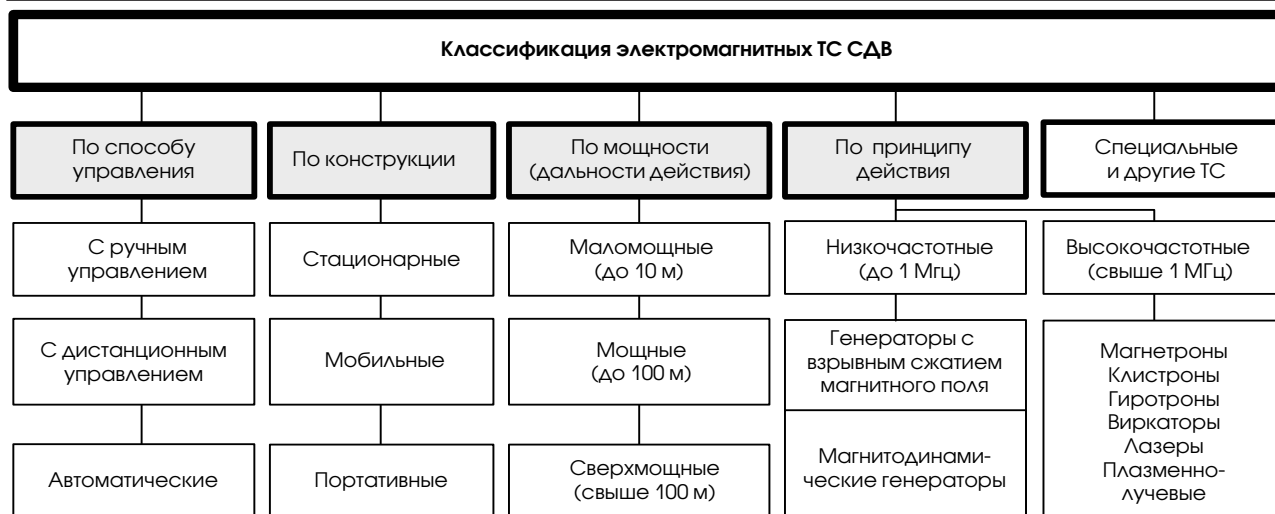 Классификация электромагнитных ТС СДВ
По способу
управления
По конструкции
По мощности
(дальности действия)
По принципу
действия
Специальные
и другие ТС
С ручным
управлением
Стационарные
Маломощные
(до 10 м)
Низкочастотные
(до 1 Мгц)
Высокочастотные
(свыше 1 МГц)
С дистанционным
управлением
Мобильные
Мощные
(до 100 м)
Генераторы с
взрывным сжатием
магнитного поля
Магнетроны
Клистроны
Гиротроны
Виркаторы
Лазеры
Плазменно-
лучевые
Автоматические
Портативные
Сверхмощные
(свыше 100 м)
Магнитодинами-
ческие генераторы